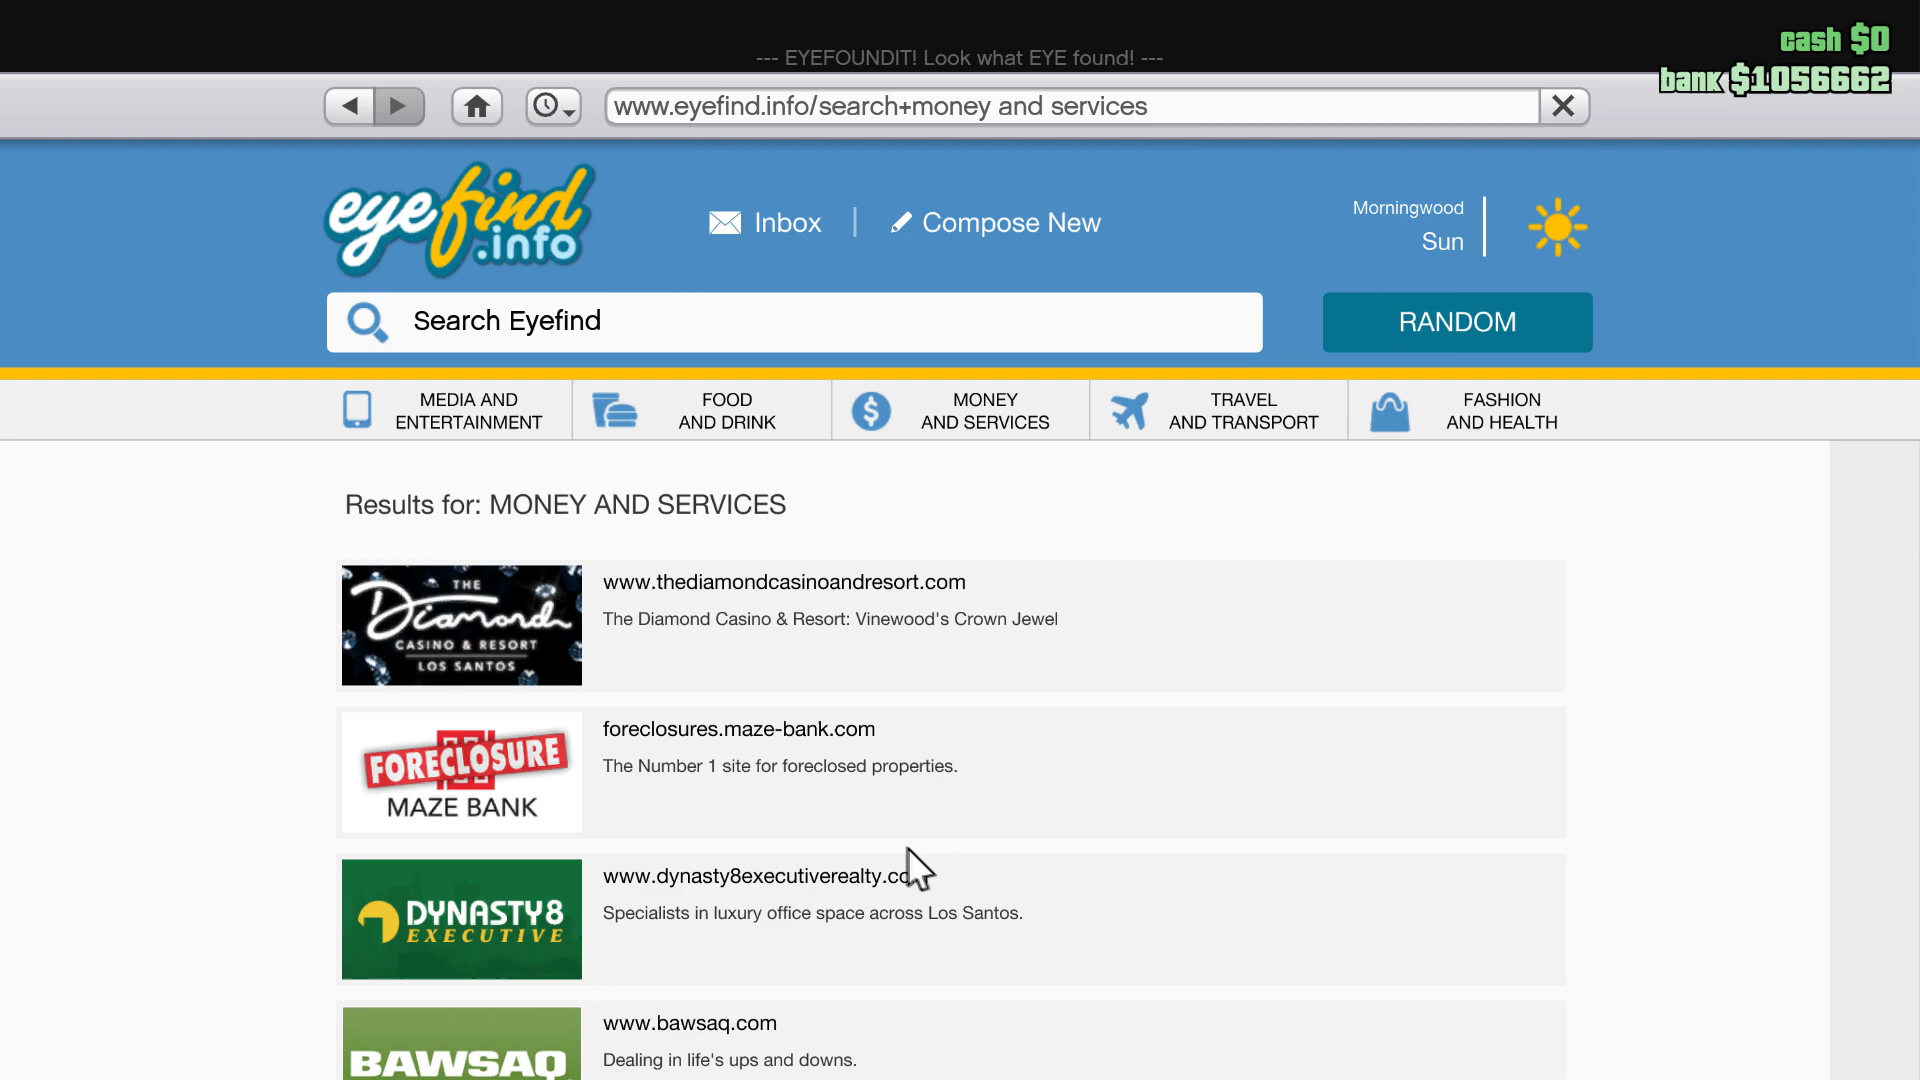 cash $0
--- EYEFOUNDIT! Look what EYE found! ---
bank $1056662
www.eyefind.info/search+money and services
eyefind
.info
Inbox
Compose New
Morningwood
Sun
Search Eyefind
RANDOM
MEDIA AND
ENTERTAINMENT
FOOD
AND DRINK
MONEY
AND SERVICES
TRAVEL
AND TRANSPORT
FASHION
AND HEALTH
Results for: MONEY AND SERVICES
THE
Diamond
CASINO & RESORT
LOS SANTOS
www.thediamondcasinoandresort.com
The Diamond Casino & Resort: Vinewood's Crown Jewel
FORECLOSURE
MAZE BANK
foreclosures.maze-bank.com
The Number 1 site for foreclosed properties.
DYNASTY8
EXECUTIVE
www.dynasty8executiverealty.co
Specialists in luxury office space across Los Santos.
BAWSAQ
www.bawsaq.com
Dealing in life's ups and downs.